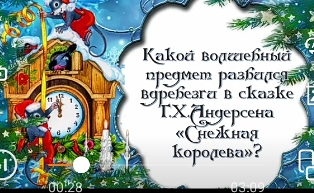 Какой волшебный
предмет разбился
вдребезги в сказке
Г.Х.Андерсена
«Снежная
королева»?
00:28
03:09